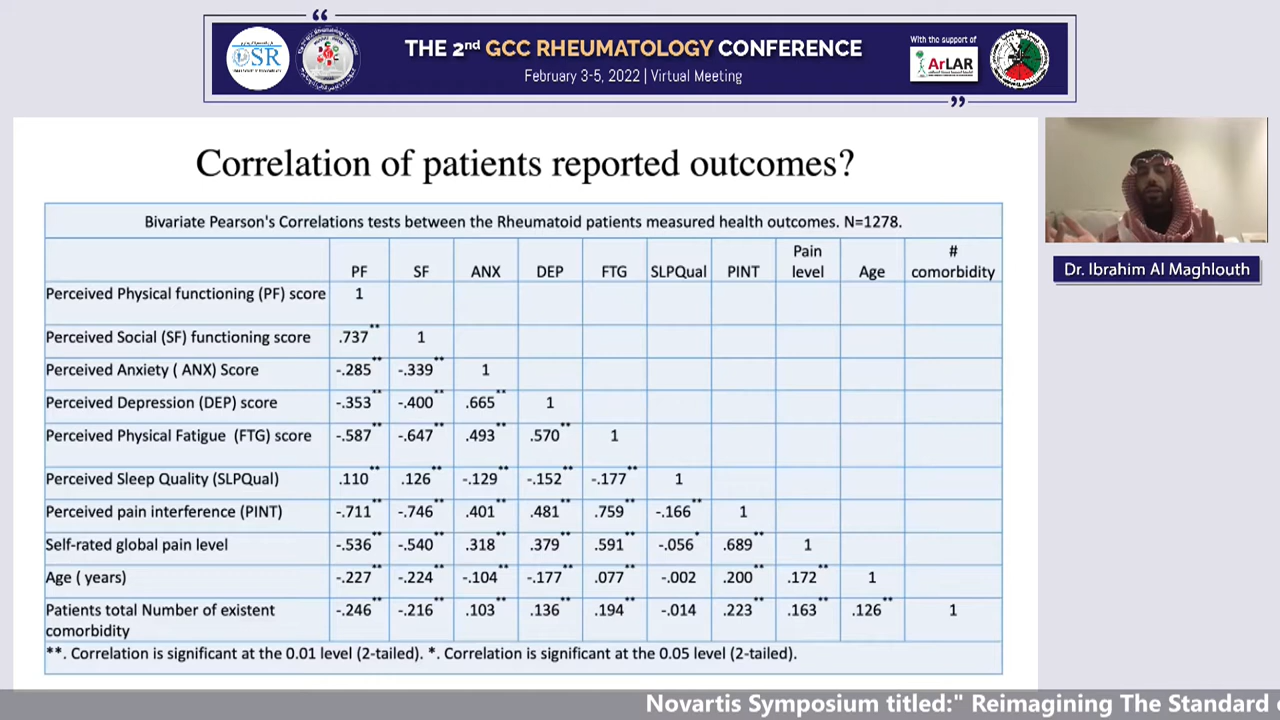 “
THE 2nd GCC RHEUMATOLOGY CONFERENCE
February 3-5, 2022 | Virtual Meeting
”
With the support of
OSR
ArLAR
Correlation of patients reported outcomes?
Dr. Ibrahim Al Maghlouth
Bivariate Pearson's Correlations tests between the Rheumatoid patients measured health outcomes. N=1278.
PF SF ANX DEP FTG SLPQual PINT Pain level Age # comorbidity
Perceived Physical functioning (PF) score 1
Perceived Social (SF) functioning score .737** 1
Perceived Anxiety ( ANX) Score -.285** -.339** 1
Perceived Depression (DEP) score -.353** -.400** .665** 1
Perceived Physical Fatigue (FTG) score -.587** -.647** .493** .570** 1
Perceived Sleep Quality (SLPQual) .110** .126** -.129** -.152** -.177** 1
Perceived pain interference (PINT) -.711** -.746** .401** .481** .759** -.166** 1
Self-rated global pain level -.536** -.540** .318** .379** .591** -.056* .689** 1
Age ( years) -.227** -.224** -.104** -.177** .077** -.002 .200** .172** 1
Patients total Number of existent comorbidity -.246** -.216** .103** .136** .194** -.014 .223** .163** .126** 1
**. Correlation is significant at the 0.01 level (2-tailed). *. Correlation is significant at the 0.05 level (2-tailed).
Novartis Symposium titled:" Reimagining The Standard